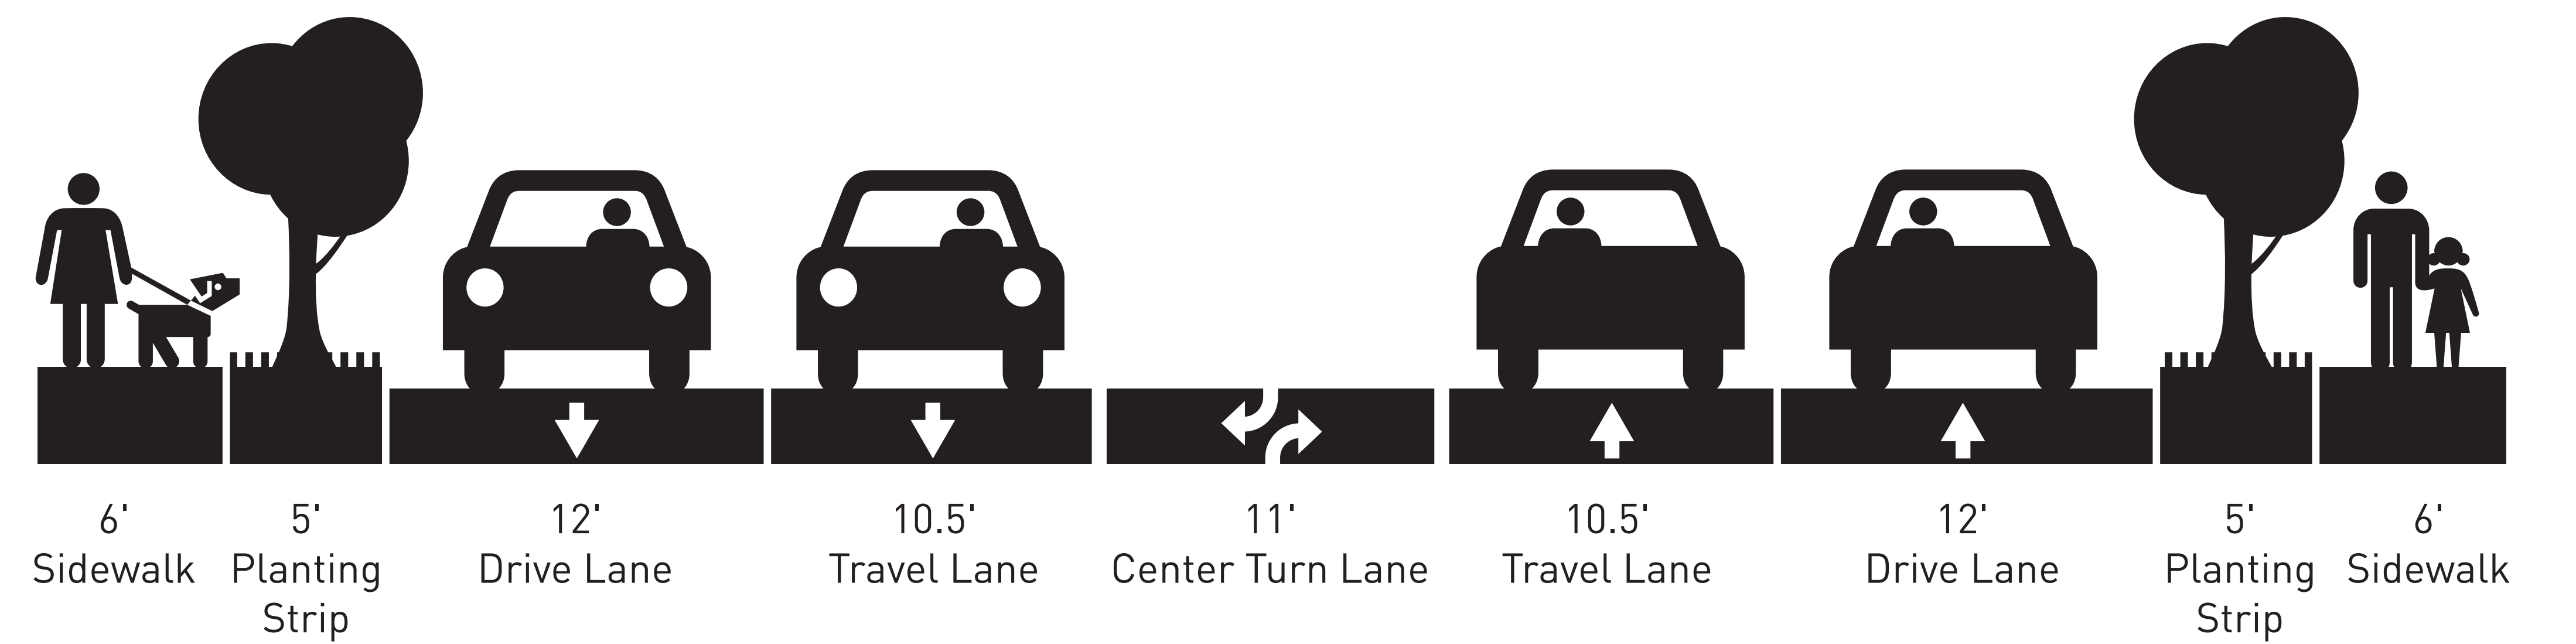 6' 5' 12' 10.5' 11' 10.5' 12' 5' 6'
Sidewalk Planting Drive Lane Travel Lane Center Turn Lane Travel Lane Drive Lane Planting Sidewalk
Strip Strip